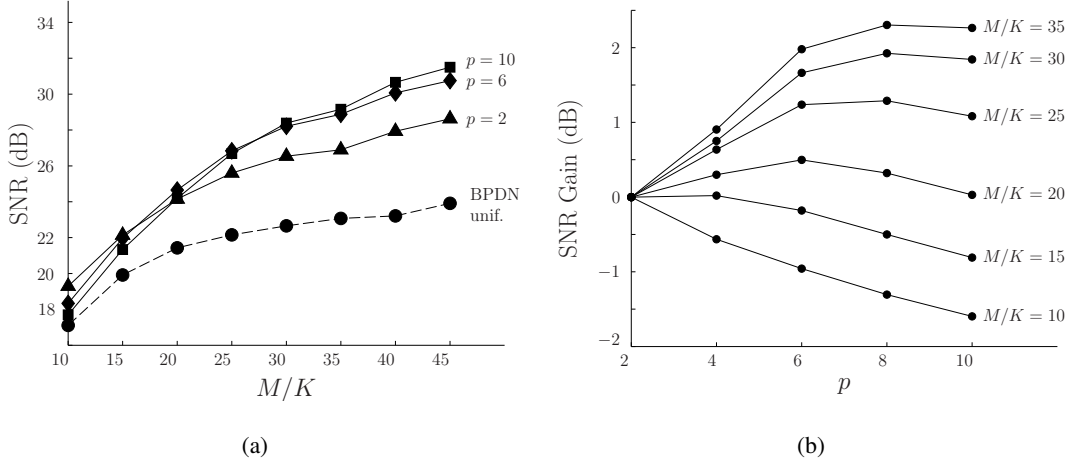 34
30
26
22
20
18
SNR (dB)
10
15
20
25
30
35
40
45
M/K
p = 10
p = 6
p = 2
BPDN
unif.
(a)
2
1
0
−1
−2
SNR Gain (dB)
2
4
6
8
10
p
M/K = 35
M/K = 30
M/K = 25
M/K = 20
M/K = 15
M/K = 10
(b)